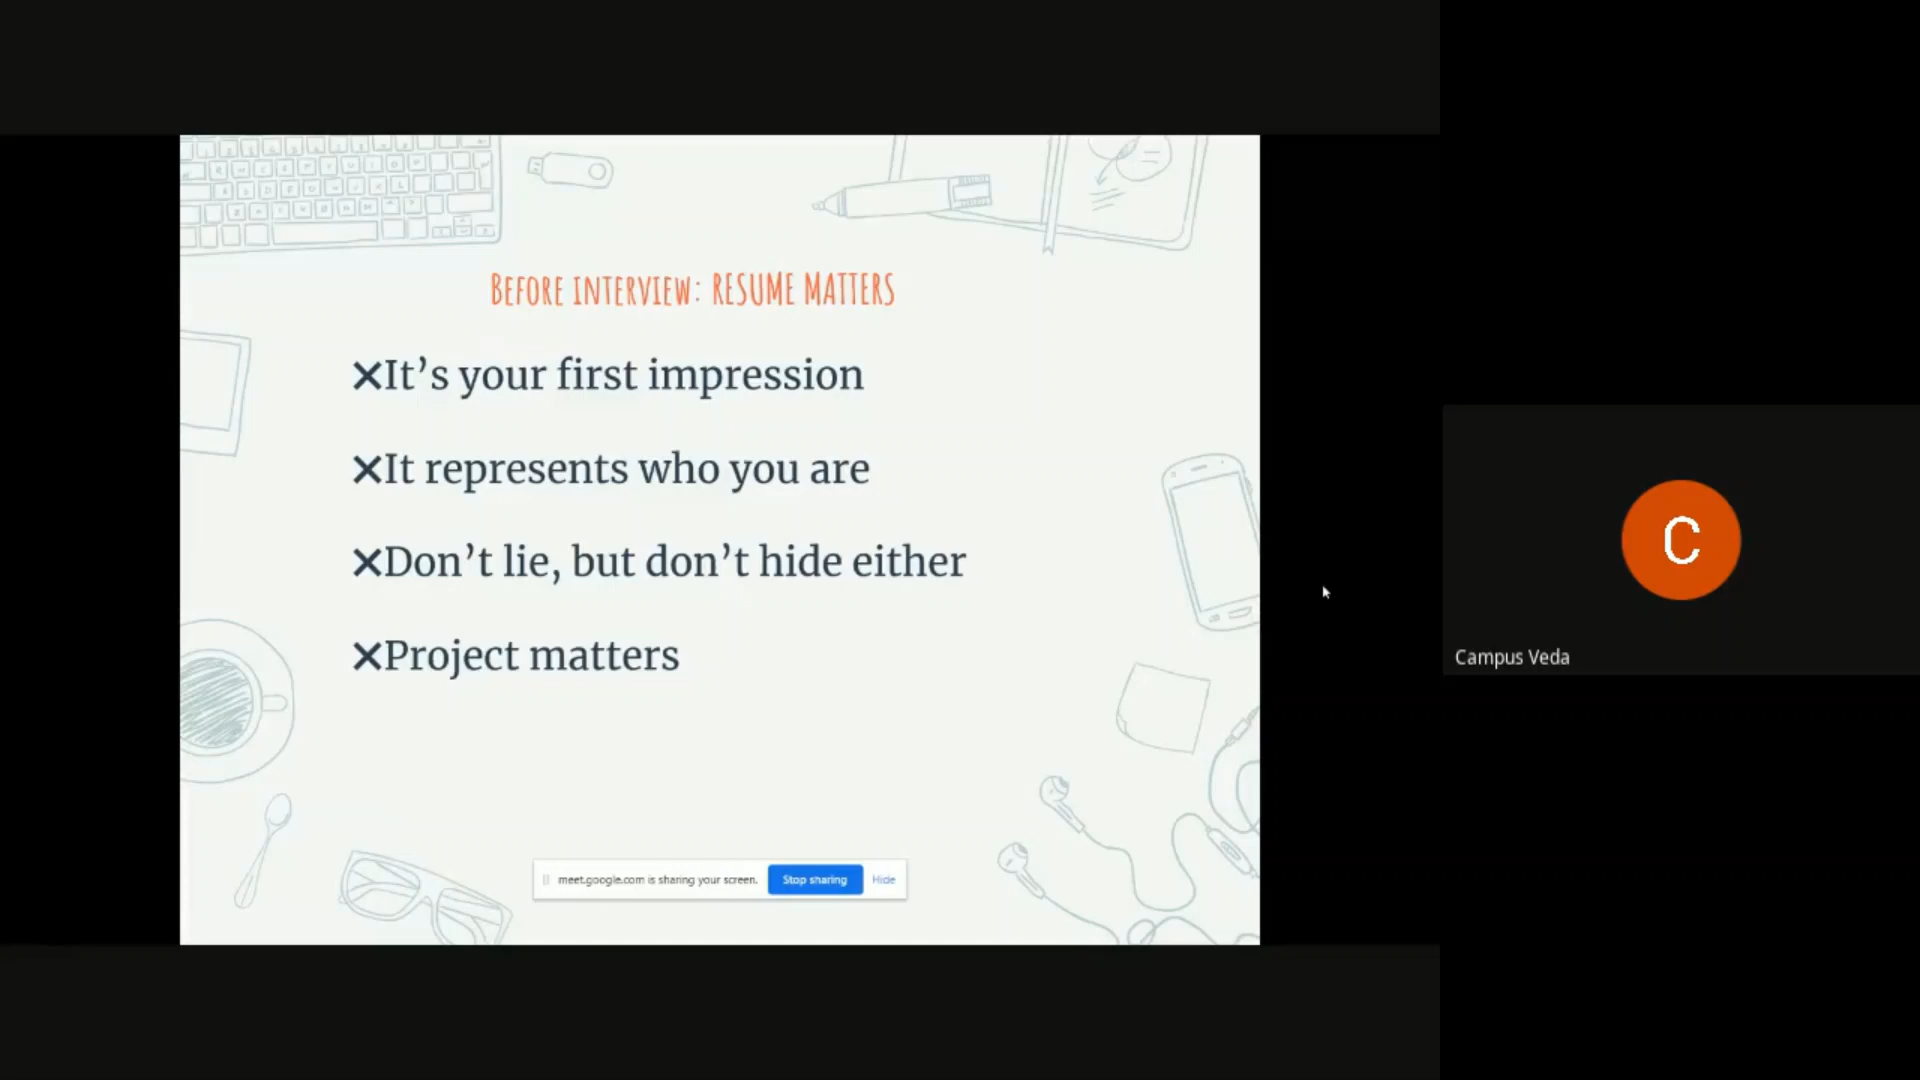 Before interview: RESUME MATTERS
✕It’s your first impression
✕It represents who you are
✕Don’t lie, but don’t hide either
✕Project matters
meet.google.com is sharing your screen. Stop sharing Hide
C
Campus Veda